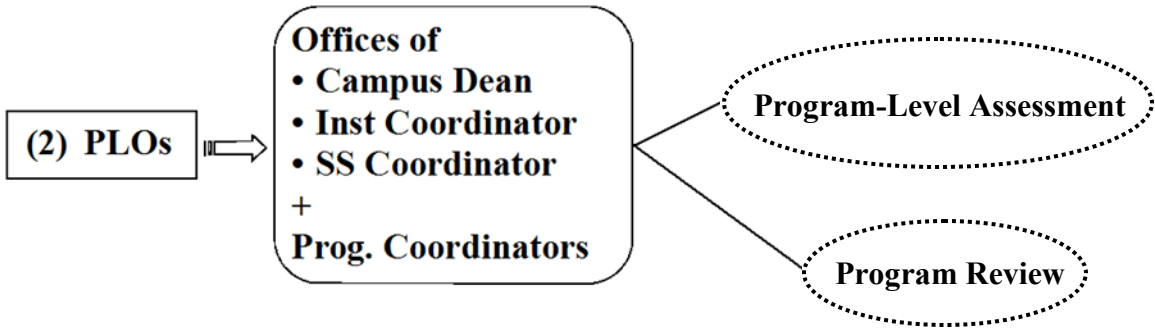 (2) PLOs
Offices of
• Campus Dean
• Inst Coordinator
• SS Coordinator
+
Prog. Coordinators
Program-Level Assessment
Program Review